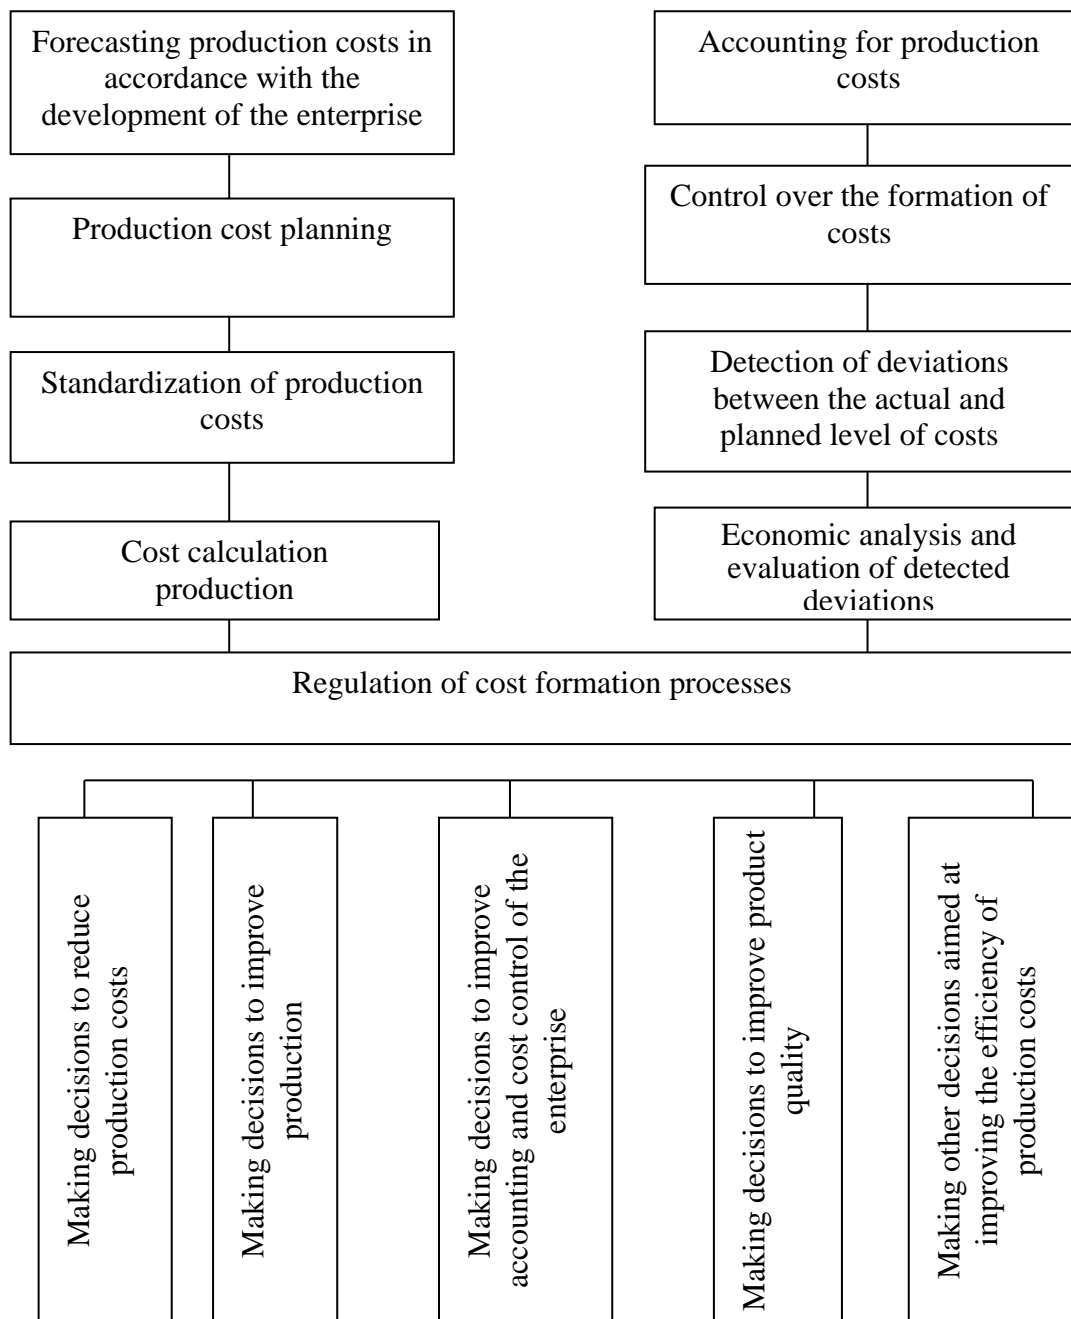 Forecasting production costs in
accordance with the
development of the enterprise
Production cost planning
Standardization of production
costs
Cost calculation
production
Accounting for production
costs
Control over the formation of
costs
Detection of deviations
between the actual and
planned level of costs
Economic analysis and
evaluation of detected
deviations
Regulation of cost formation processes
Making decisions to reduce
production costs
Making decisions to improve
production
Making decisions to improve
accounting and cost control of the
enterprise
Making decisions to improve product
quality
Making other decisions aimed at
improving the efficiency of
production costs